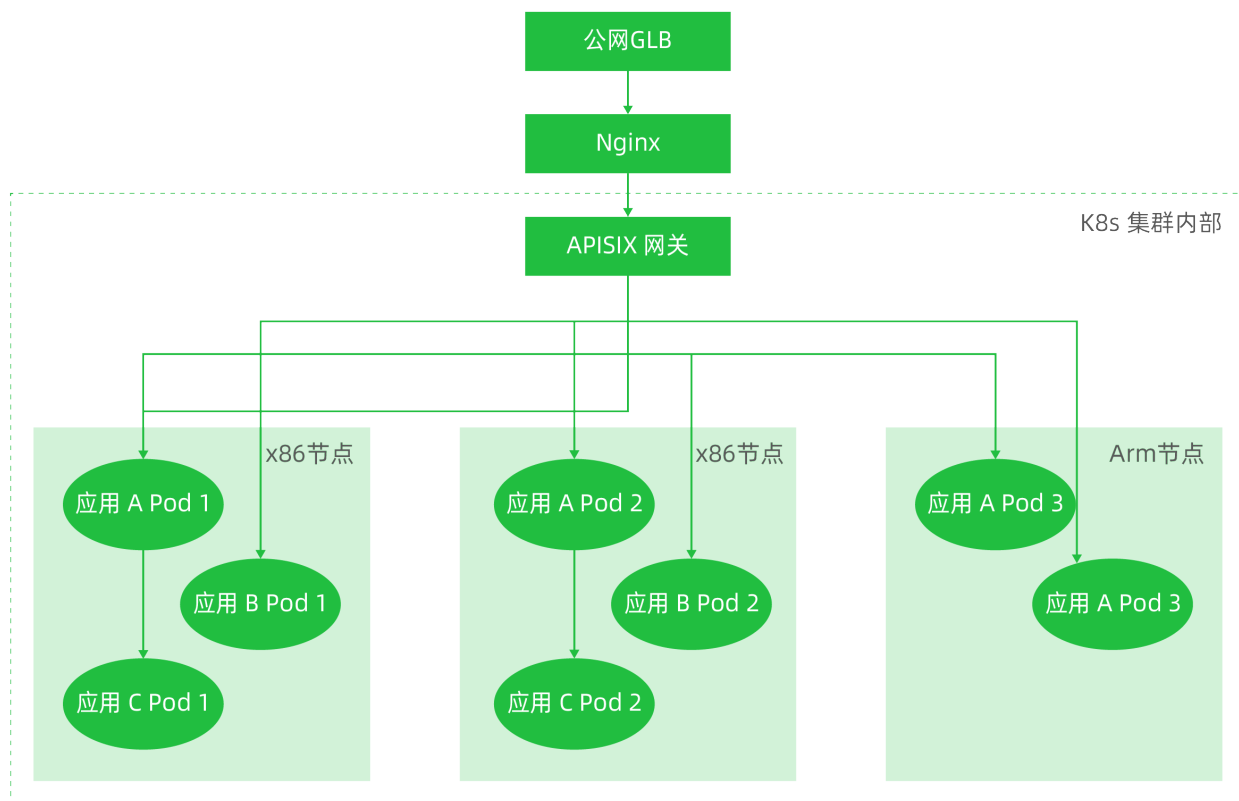 公网GLB
Nginx
K8s 集群内部
APISIX 网关
x86节点
应用 A Pod 1
应用 B Pod 1
应用 C Pod 1
x86节点
应用 A Pod 2
应用 B Pod 2
应用 C Pod 2
Arm节点
应用 A Pod 3
应用 A Pod 3